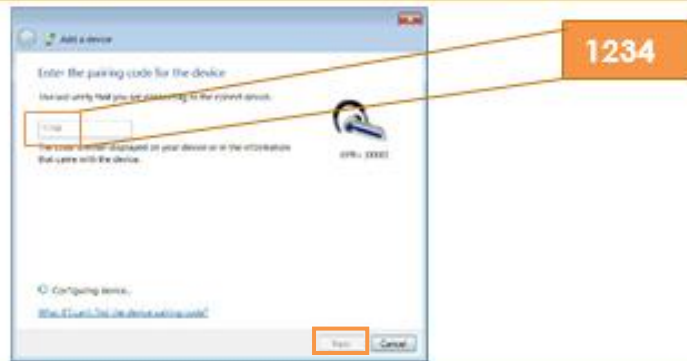 Add a device
1234
Enter the pairing code for the device
This will verify that you are connecting to the correct device.
1234
The code is either displayed on your device or in the information
that came with the device.
Configuring device...
What if I can't find the device pairing code?
Next
Cancel